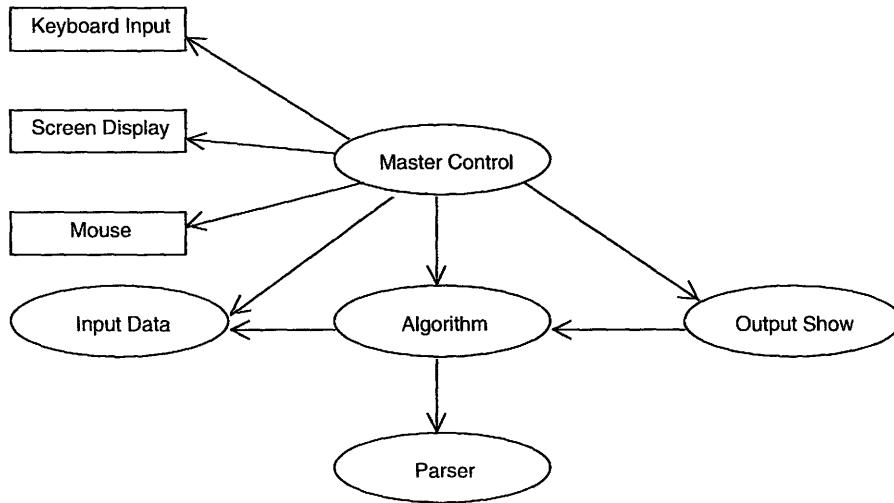 Keyboard Input
Screen Display
Master Control
Mouse
Input Data
Algorithm
Output Show
Parser